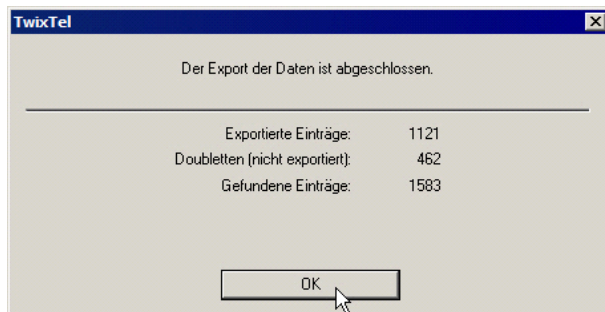 TwixTel
Der Export der Daten ist abgeschlossen.
Exportierte Einträge: 1121
Doubletten (nicht exportiert): 462
Gefundene Einträge: 1583
OK